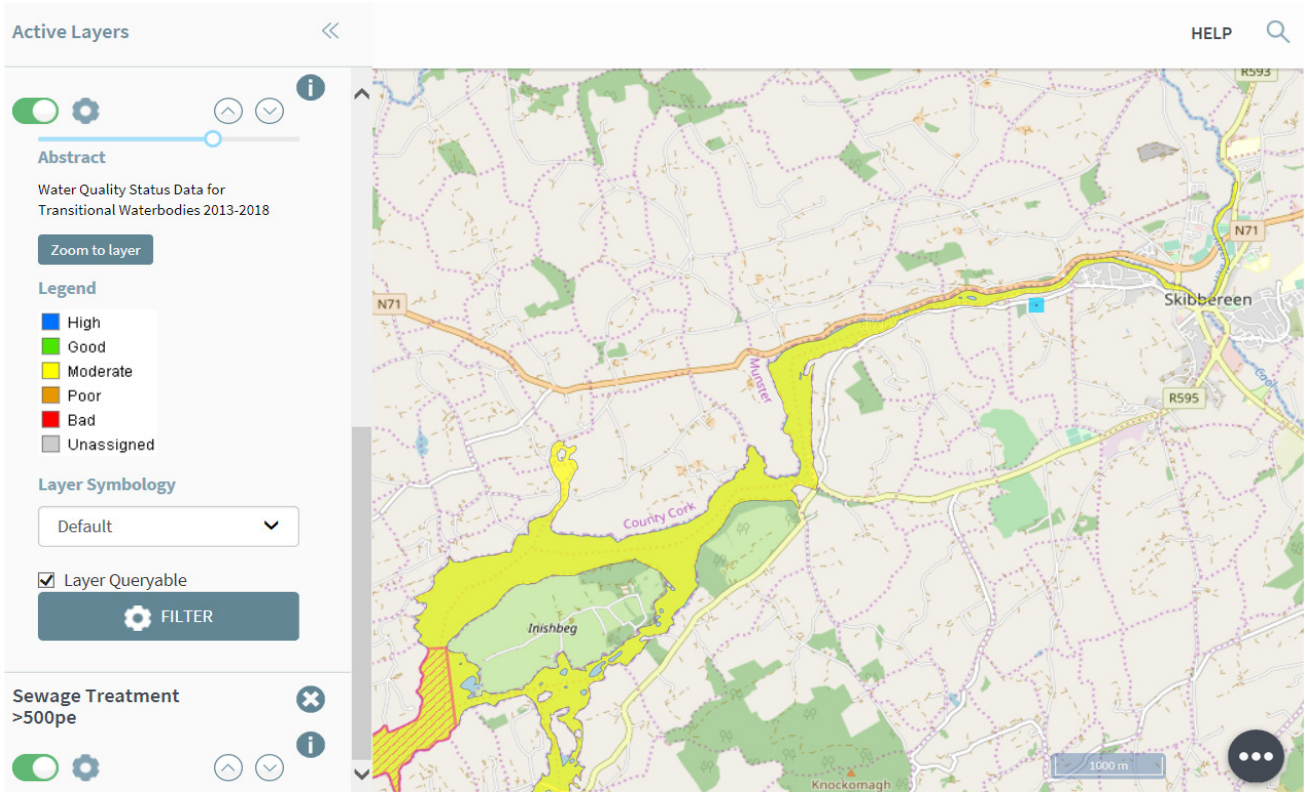 Active Layers
HELP
Abstract
Water Quality Status Data for
Transitional Waterbodies 2013-2018
Zoom to layer
Legend
High
Good
Moderate
Poor
Bad
Unassigned
Layer Symbology
Default
Layer Queryable
FILTER
Sewage Treatment
>500pe
R593
N71
N71
Skibbereen
Munster
R595
County Cork
Inishbeg
Knockomagh
1000 m